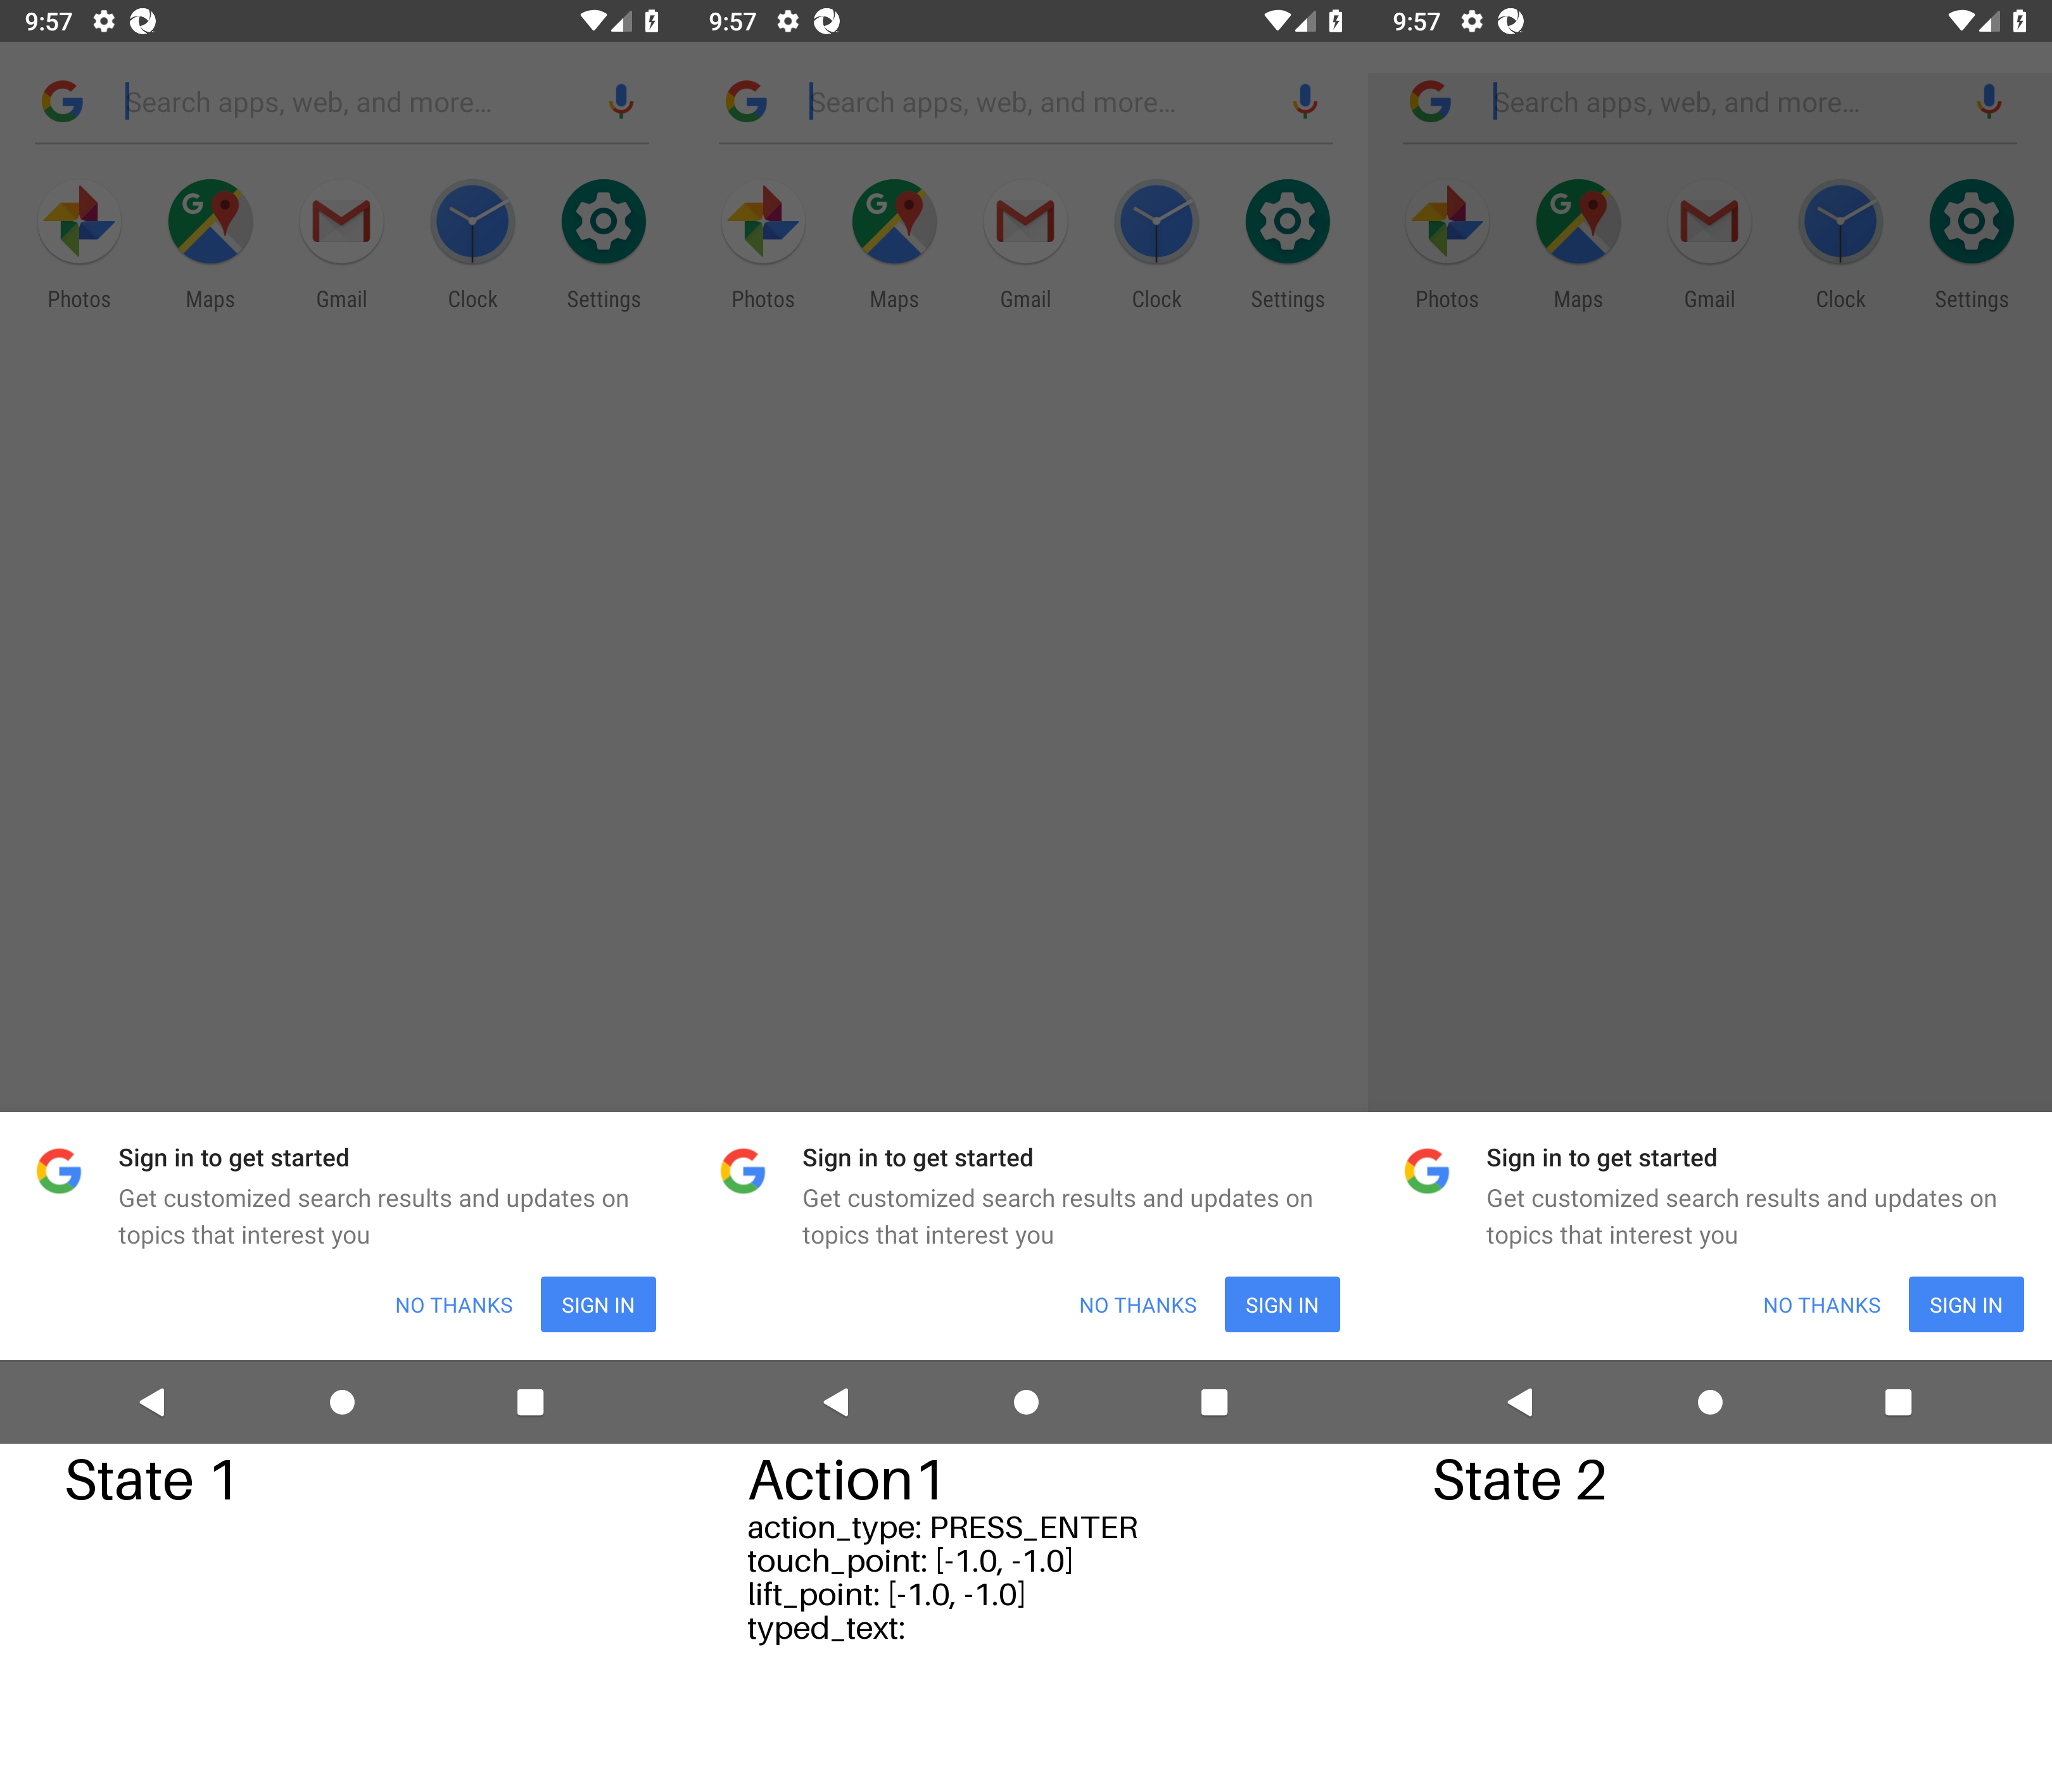 9:57
Search apps, web, and more...
Photos Maps Gmail Clock Settings
Sign in to get started
Get customized search results and updates on
topics that interest you
NO THANKS SIGN IN
State 1
9:57
Search apps, web, and more...
Photos Maps Gmail Clock Settings
Sign in to get started
Get customized search results and updates on
topics that interest you
NO THANKS SIGN IN
Action1
action_type: PRESS_ENTER
touch_point: [-1.0, -1.0]
lift_point: [-1.0, -1.0]
typed_text:
9:57
Search apps, web, and more...
Photos Maps Gmail Clock Settings
Sign in to get started
Get customized search results and updates on
topics that interest you
NO THANKS SIGN IN
State 2